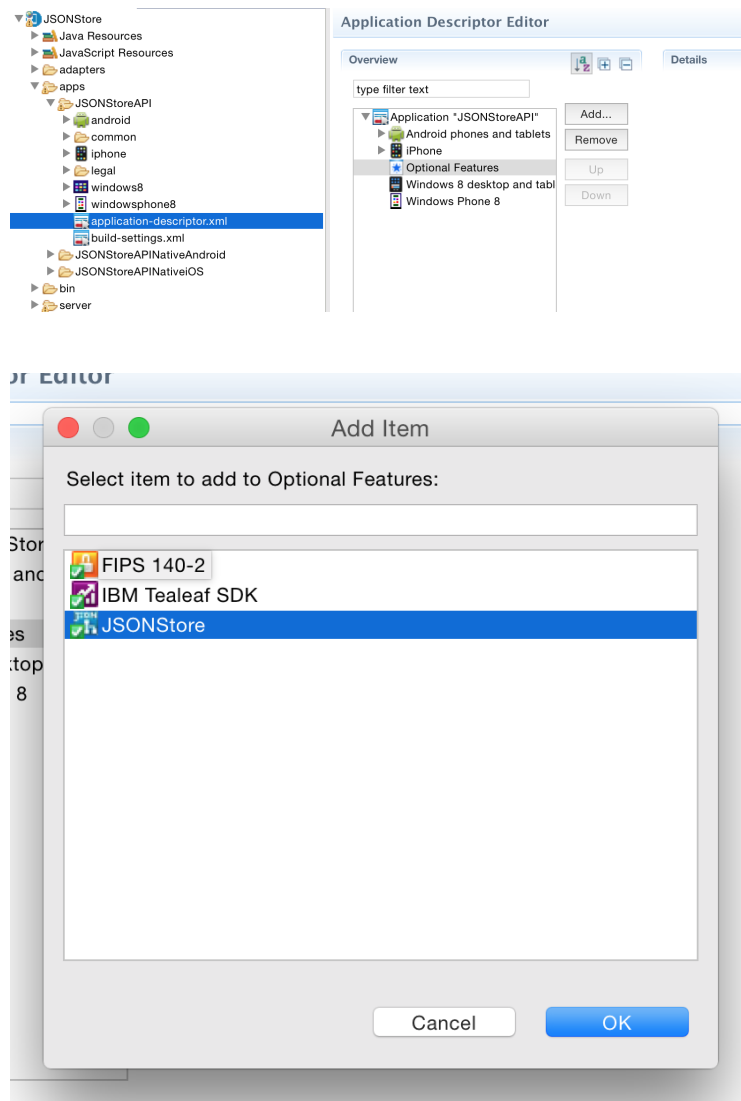 JSONStore
Java Resources
JavaScript Resources
adapters
apps
JSONStoreAPI
android
common
iphone
legal
windows8
windowsphone8
application-descriptor.xml
build-settings.xml
JSONStoreAPINativeAndroid
JSONStoreAPINativeiOS
bin
server
Application Descriptor Editor
Overview
type filter text
Application "JSONStoreAPI"
Android phones and tablets
iPhone
Optional Features
Windows 8 desktop and tabl
Windows Phone 8
Add...
Remove
Up
Down
Details
or Editor
Add Item
Select item to add to Optional Features:
FIPS 140-2
IBM Tealeaf SDK
JSONStore
Stor
and
es
ktop
8
Cancel
OK